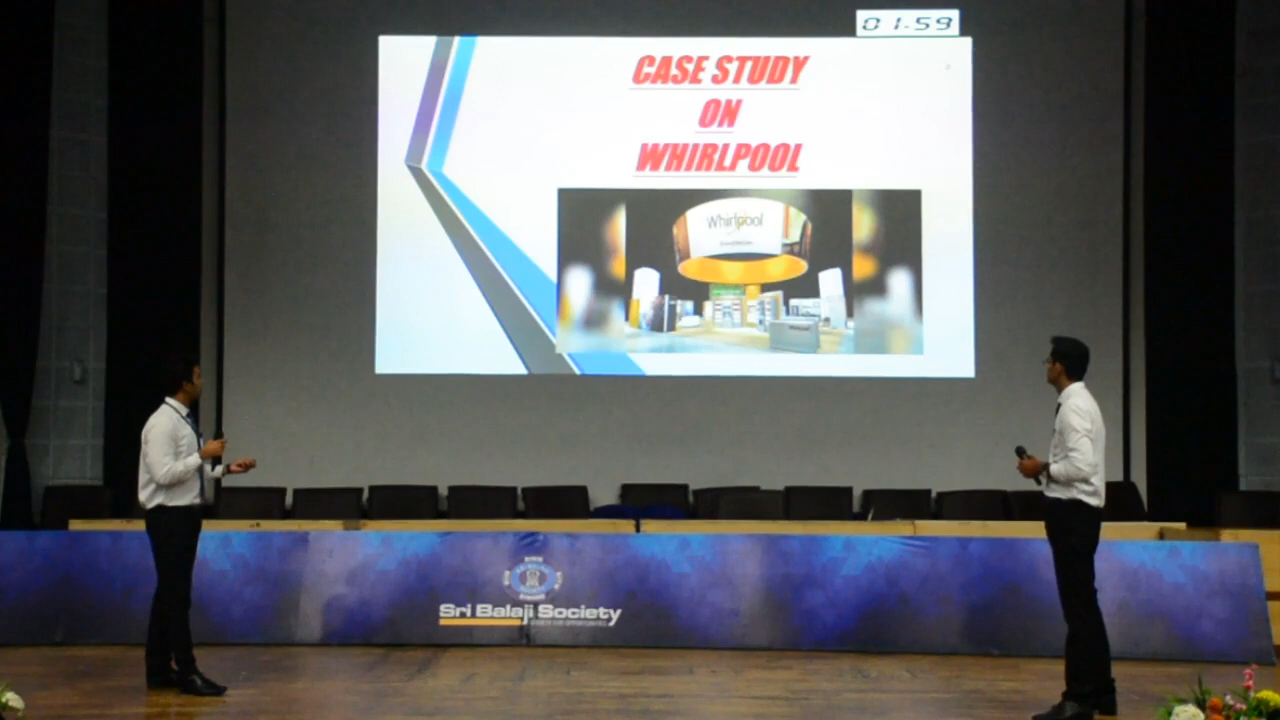 01:59
CASE STUDY
ON
WHIRLPOOL
Whirlpool
Sri Balaji Society